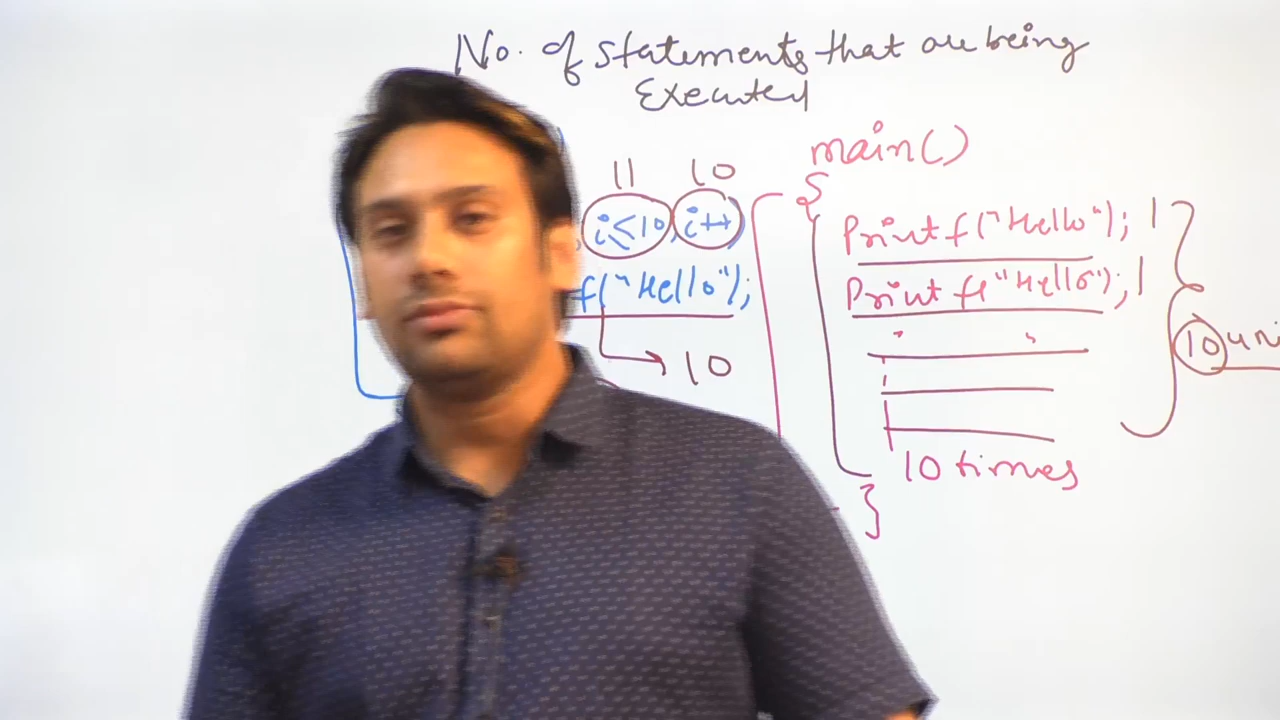 No. of Statements that are being
Executed
11 10
i≤10, i++)
f("Hello");
10
main()
{
Printf("Hello"); 1
Printf("Hello"); 1
10 times
}
10 uni